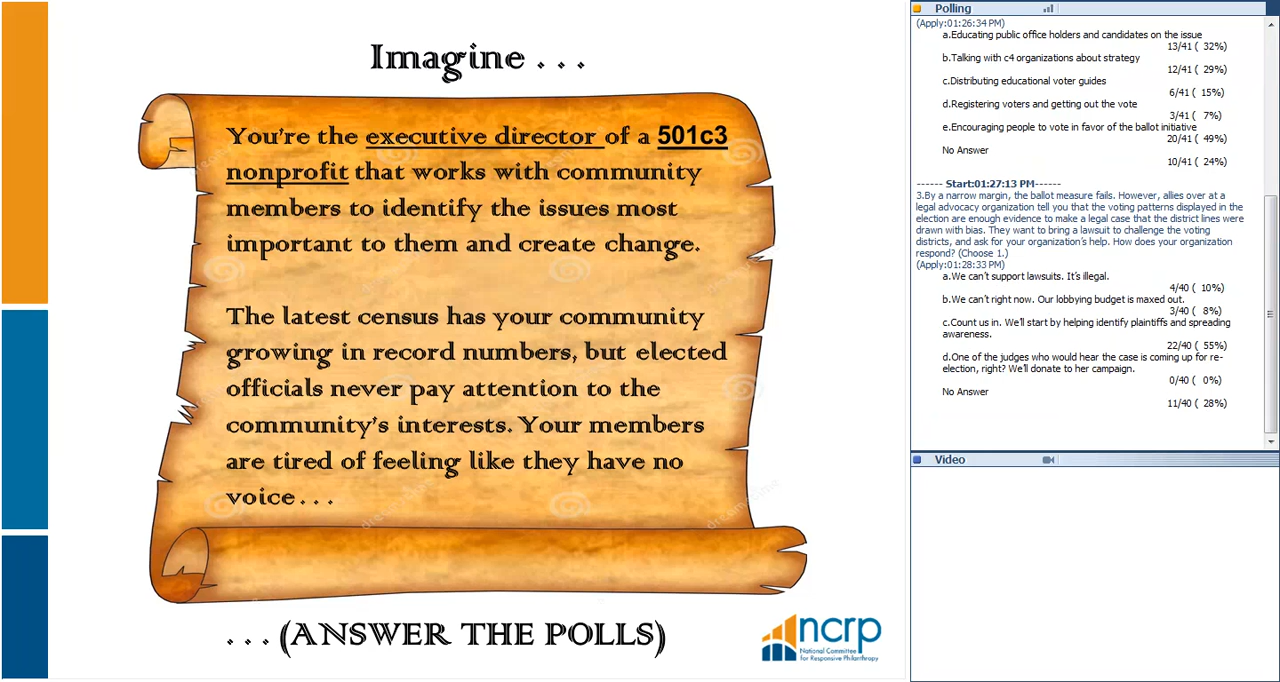 Imagine . . .
You're the executive director of a 501c3
nonprofit that works with community
members to identify the issues most
important to them and create change.
The latest census has your community
growing in record numbers, but elected
officials never pay attention to the
community's interests. Your members
are tired of feeling like they have no
voice . . .
. . . (ANSWER THE POLLS)
ncrp
National Committee
for Responsive Philanthropy
Polling
(Apply:01:26:34 PM)
a.Educating public office holders and candidates on the issue
13/41 ( 32%)
b.Talking with c4 organizations about strategy
12/41 ( 29%)
c.Distributing educational voter guides
6/41 ( 15%)
d.Registering voters and getting out the vote
3/41 ( 7%)
e.Encouraging people to vote in favor of the ballot initiative
20/41 ( 49%)
No Answer
10/41 ( 24%)
------ Start:01:27:13 PM------
3.By a narrow margin, the ballot measure fails. However, allies over at a
legal advocacy organization tell you that the voting patterns displayed in the
election are enough evidence to make a legal case that the district lines were
drawn with bias. They want to bring a lawsuit to challenge the voting
districts, and ask for your organization's help. How does your organization
respond? (Choose 1.)
(Apply:01:28:33 PM)
a.We can't support lawsuits. It's illegal.
4/40 ( 10%)
b.We can't right now. Our lobbying budget is maxed out.
3/40 ( 8%)
c.Count us in. We'll start by helping identify plaintiffs and spreading
awareness.
22/40 ( 55%)
d.One of the judges who would hear the case is coming up for re-
election, right? We'll donate to her campaign.
0/40 ( 0%)
No Answer
11/40 ( 28%)
Video